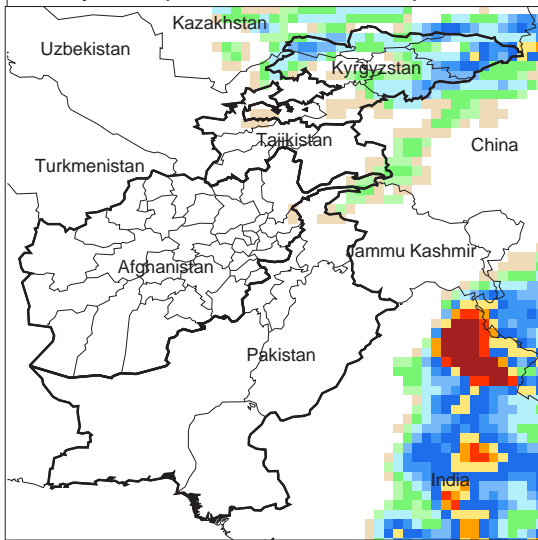 Kazakhstan
Uzbekistan
Kyrgyzstan
Tajikistan
China
Turkmenistan
Jammu Kashmir
Afghanistan
Pakistan
India